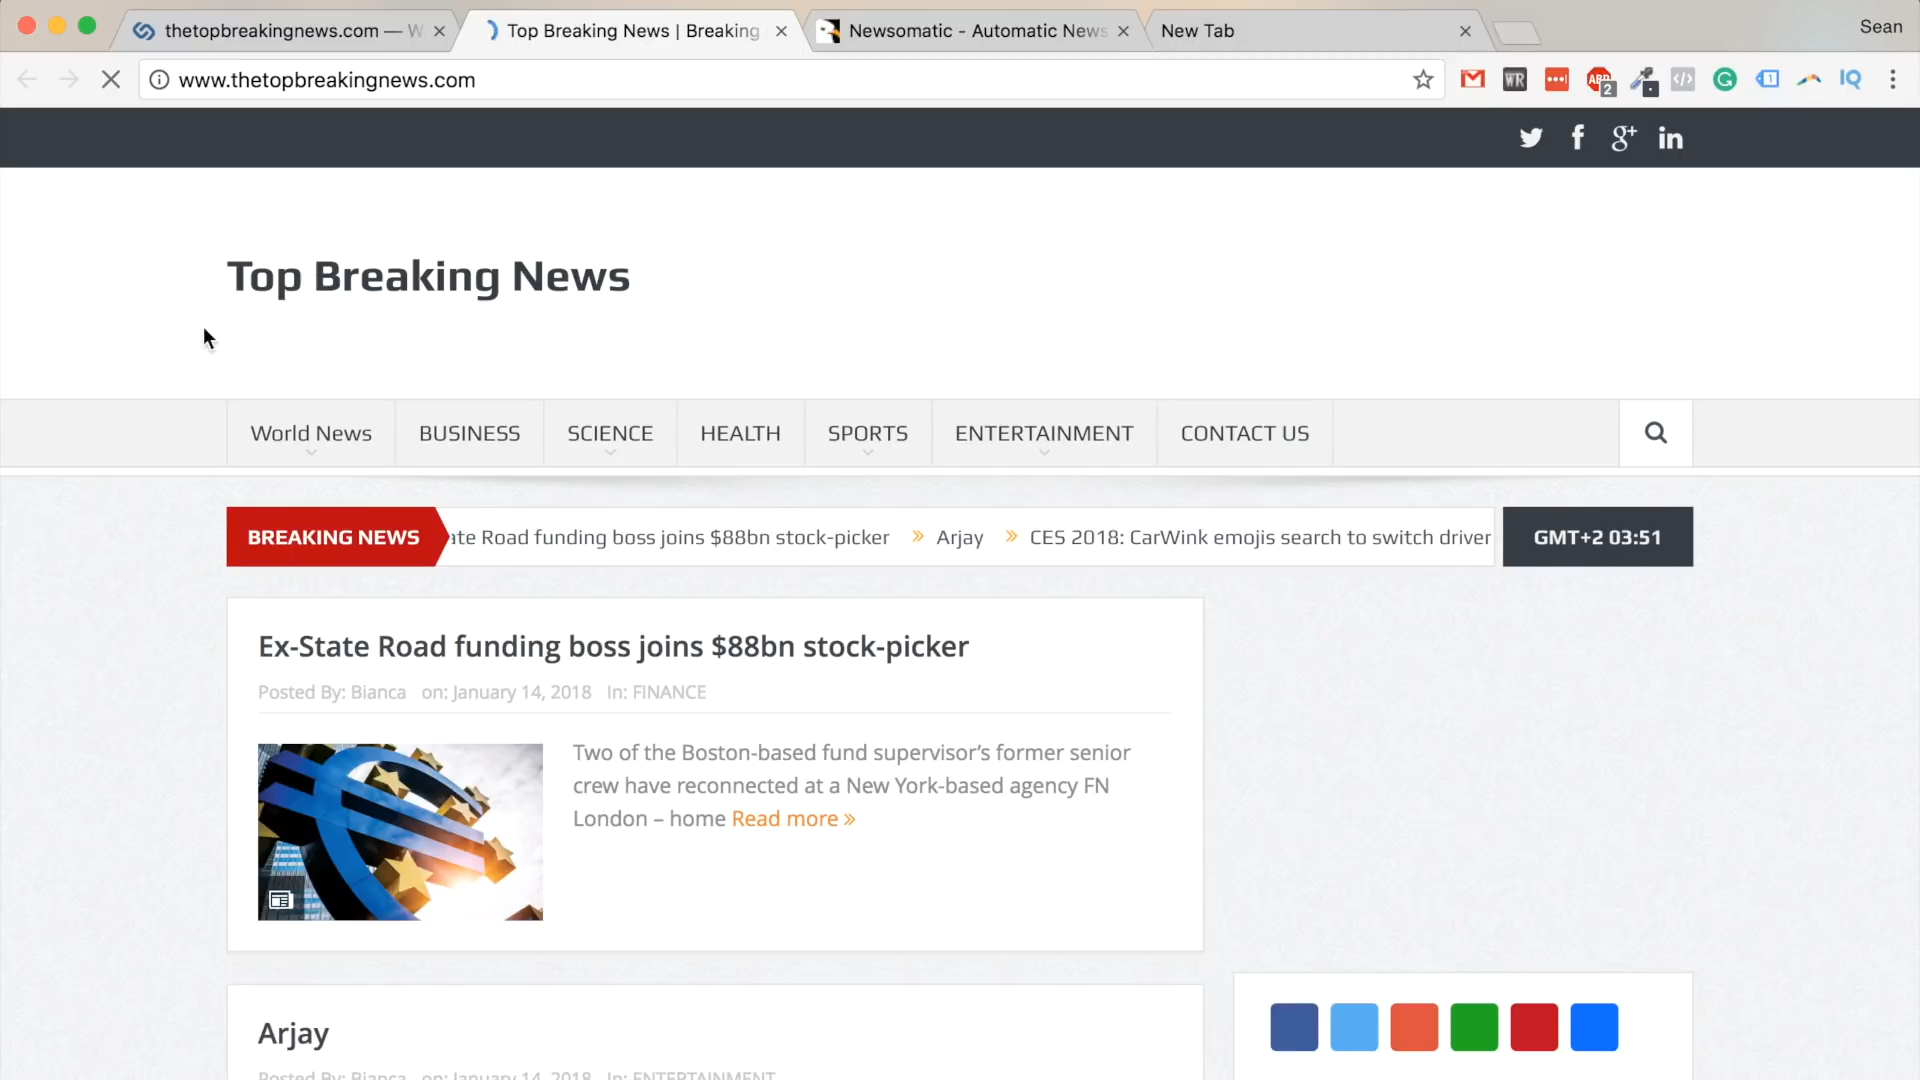 Sean
thetopbreakingnews.com — W
Top Breaking News | Breaking
Newsomatic - Automatic News
New Tab
www.thetopbreakingnews.com
WR
ABP
2
1
IQ
Top Breaking News
World News
BUSINESS
SCIENCE
HEALTH
SPORTS
ENTERTAINMENT
CONTACT US
BREAKING NEWS
ate Road funding boss joins $88bn stock-picker » Arjay » CES 2018: CarWink emojis search to switch driver
GMT+2 03:51
Ex-State Road funding boss joins $88bn stock-picker
Posted By: Bianca on: January 14, 2018 In: FINANCE
Two of the Boston-based fund supervisor’s former senior
crew have reconnected at a New York-based agency FN
London – home Read more »
Arjay
Posted By: Bianca on: January 14, 2018 In: ENTERTAINMENT